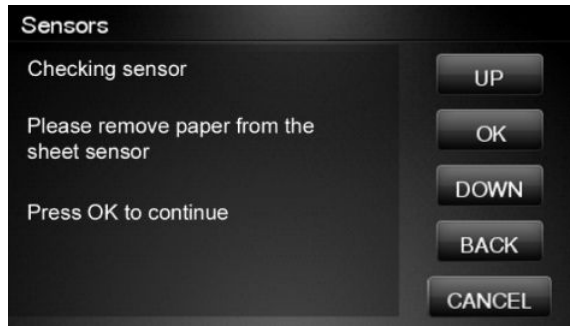 Sensors
Checking sensor
Please remove paper from the
sheet sensor
Press OK to continue
UP
OK
DOWN
BACK
CANCEL